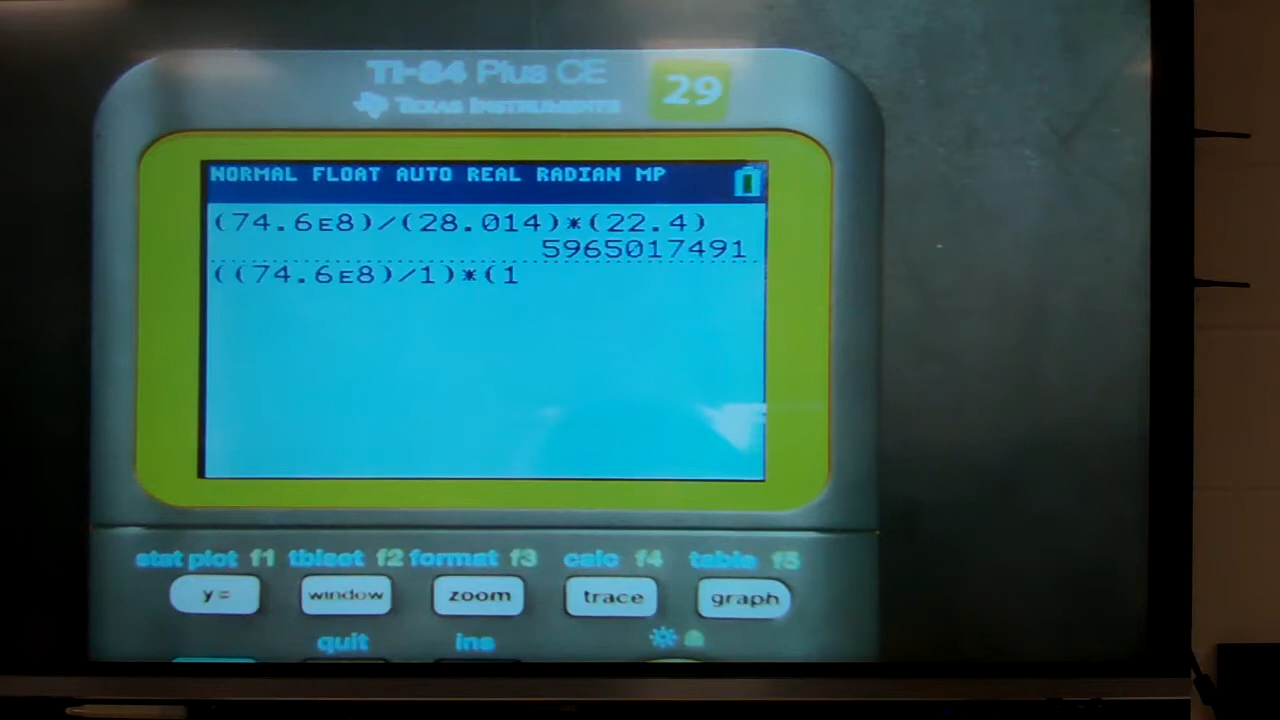 TI-84 Plus CE 29
TEXAS INSTRUMENTS
NORMAL FLOAT AUTO REAL RADIAN MP
(74.6E8)/(28.014)*(22.4)
5965017491
((74.6E8)/1)*(1
stat plot f1 tblset f2 format f3 calc f4 table f5
y= window zoom trace graph
quit ins